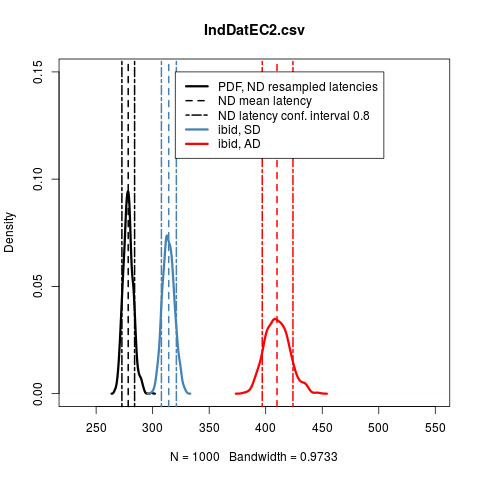 IndDatEC2.csv
PDF, ND resampled latencies
ND mean latency
ND latency conf. interval 0.8
ibid, SD
ibid, AD
Density
0.15
0.10
0.05
0.00
250 300 350 400 450 500 550
N = 1000 Bandwidth = 0.9733